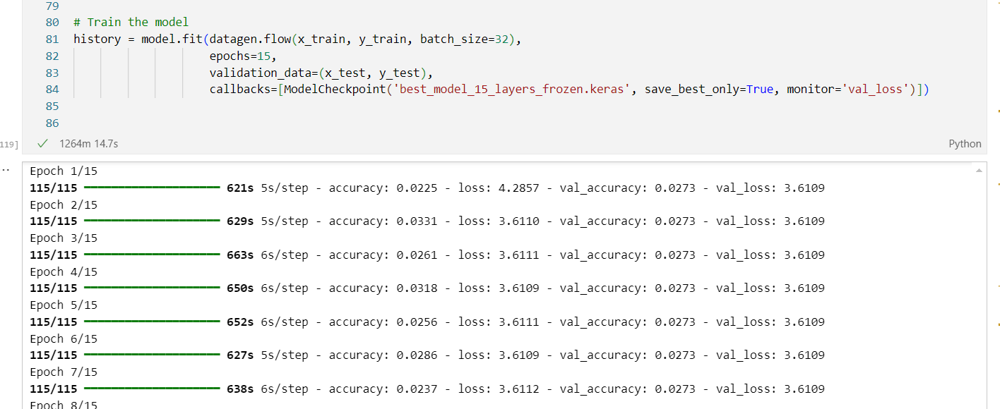 79
80 # Train the model
81 history = model.fit(datagen.flow(x_train, y_train, batch_size=32),
82 epochs=15,
83 validation_data=(x_test, y_test),
84 callbacks=[ModelCheckpoint('best_model_15_layers_frozen.keras', save_best_only=True, monitor='val_loss')])
85
86
119] 1264m 14.7s Python
Epoch 1/15
115/115 621s 5s/step - accuracy: 0.0225 - loss: 4.2857 - val_accuracy: 0.0273 - val_loss: 3.6109
Epoch 2/15
115/115 629s 5s/step - accuracy: 0.0331 - loss: 3.6110 - val_accuracy: 0.0273 - val_loss: 3.6109
Epoch 3/15
115/115 663s 6s/step - accuracy: 0.0261 - loss: 3.6111 - val_accuracy: 0.0273 - val_loss: 3.6109
Epoch 4/15
115/115 650s 6s/step - accuracy: 0.0318 - loss: 3.6109 - val_accuracy: 0.0273 - val_loss: 3.6109
Epoch 5/15
115/115 652s 6s/step - accuracy: 0.0256 - loss: 3.6111 - val_accuracy: 0.0273 - val_loss: 3.6109
Epoch 6/15
115/115 627s 5s/step - accuracy: 0.0286 - loss: 3.6109 - val_accuracy: 0.0273 - val_loss: 3.6109
Epoch 7/15
115/115 638s 6s/step - accuracy: 0.0237 - loss: 3.6112 - val_accuracy: 0.0273 - val_loss: 3.6109
Epoch 8/15